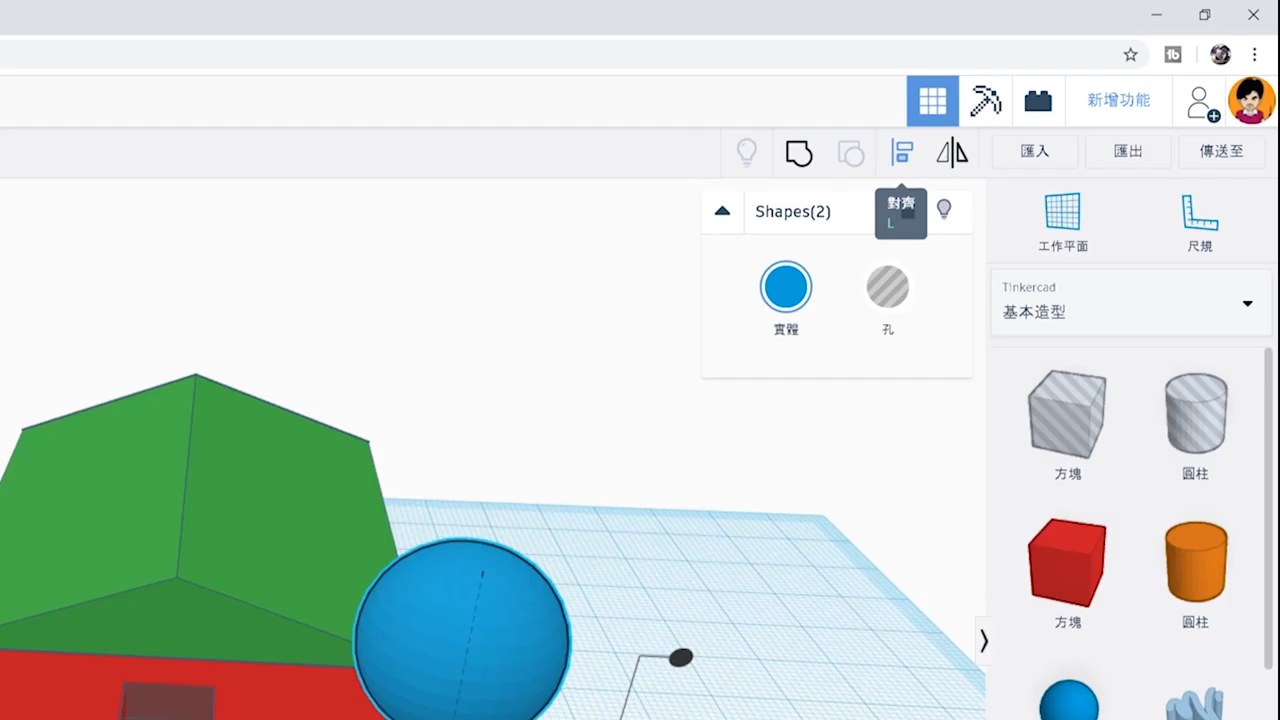 新增功能
匯入
匯出
傳送至
Shapes(2)
對齊
L
工作平面
尺規
Tinkercad
基本造型
實體
孔
方塊
圓柱
方塊
圓柱